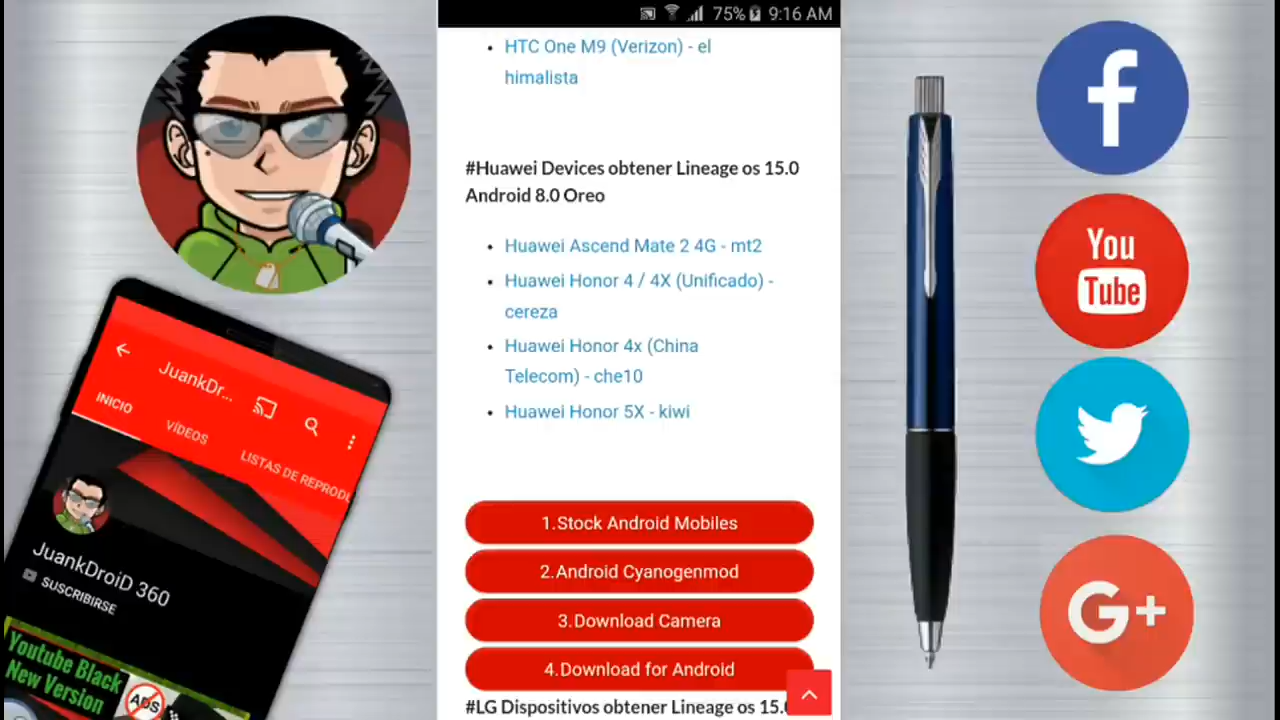 75% 9:16 AM
HTC One M9 (Verizon) - el
himalista
#Huawei Devices obtener Lineage os 15.0
Android 8.0 Oreo
Huawei Ascend Mate 2 4G - mt2
Huawei Honor 4 / 4X (Unificado) -
cereza
Huawei Honor 4x (China
Telecom) - che10
Huawei Honor 5X - kiwi
1.Stock Android Mobiles
2.Android Cyanogenmod
3.Download Camera
4.Download for Android
#LG Dispositivos obtener Lineage os 15.
JuankDr...
INICIO
VÍDEOS
LISTAS DE REPRODU
JuankDroiD 360
SUSCRIBIRSE
Youtube Black
New Version
ADS
f
You
Tube
G+